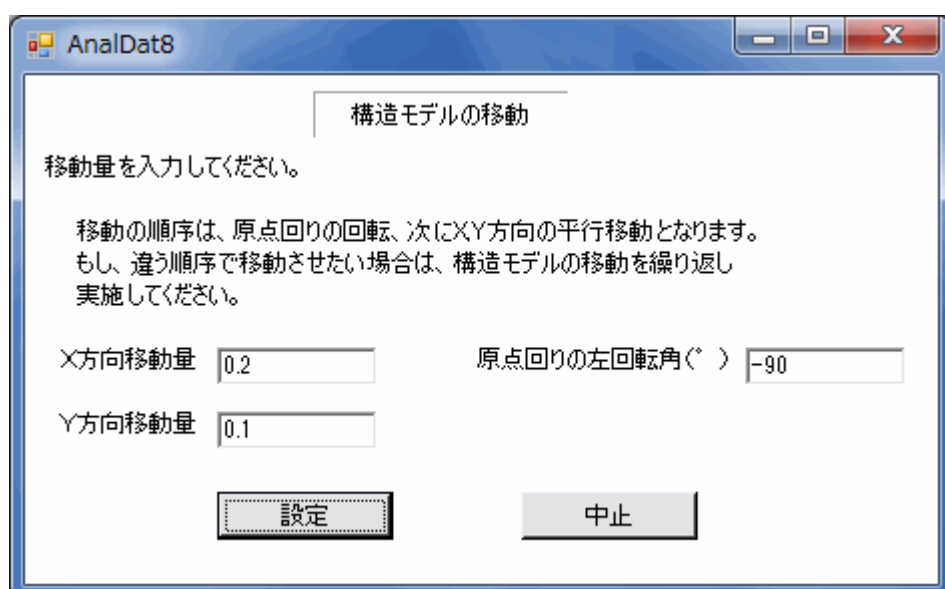 AnalDat8
構造モデルの移動
移動量を入力してください。
移動の順序は、原点回りの回転、次にXY方向の平行移動となります。
もし、違う順序で移動させたい場合は、構造モデルの移動を繰り返し
実施してください。
X方向移動量 0.2 原点回りの左回転角(゜ ) -90
Y方向移動量 0.1
設定 中止